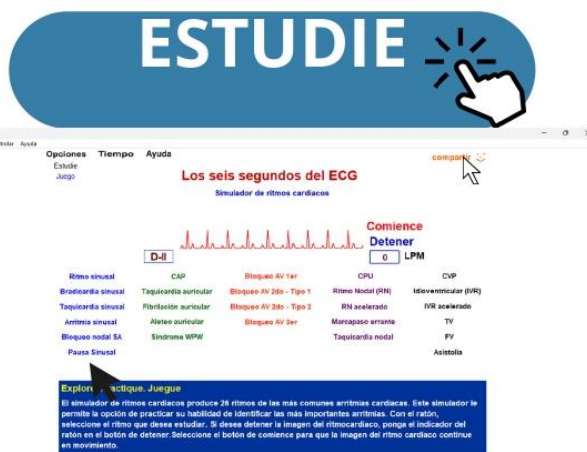 ESTUDIE
Ayuda
Opciones Tiempo Ayuda
Estudie
Juego
compartir
Los seis segundos del ECG
Simulador de ritmos cardíacos
Comience
Detener
D-II
0 LPM
Ritmo sinusal CAP Bloqueo AV 1er CPU CVP
Bradicardia sinusal Taquicardia auricular Bloqueo AV 2do - Tipo 1 Ritmo Nodal (RN) Idioventricular (IVR)
Taquicardia sinusal Fibrilación auricular Bloqueo AV 2do - Tipo 2 RN acelerado IVR acelerado
Arritmia sinusal Aleteo auricular Bloqueo AV 3er Marcapaso errante TV
Bloqueo nodal SA Síndrome WPW Taquicardia nodal FV
Pausa Sinusal Asistolia
Explore. Practique. Juegue
El simulador de ritmos cardiacos produce 26 ritmos de las más comunes arritmias cardiacas. Este simulador le
permite la opción de practicar su habilidad de identificar las más importantes arritmias. Con el ratón,
seleccione el ritmo que desea estudiar. Si desea detener la imagen del ritmocardiaco, ponga el indicador del
ratón en el botón de detener.Seleccione el botón de comience para que la imagen del ritmo cardiaco continue
en movimiento.